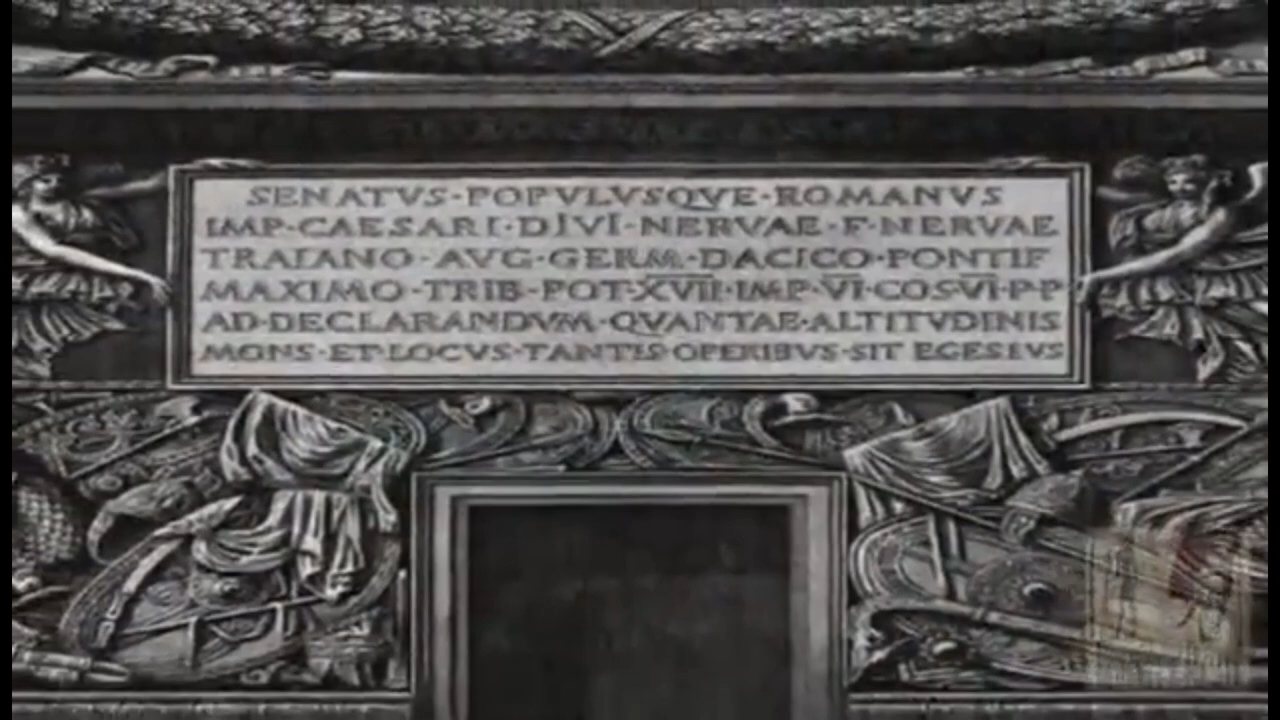 SENATVS·POPVLVSQVE·ROMANVS
IMP·CAESARI·DIVI·NERVAE·F·NERVAE
TRAIANO·AVG·GERM·DACICO·PONTIF
MAXIMO·TRIB·POT·XVII·IMP·VI·COS·VI·P·P
AD·DECLARANDVM·QVANTAE·ALTITVDINIS
MONS·ET·LOCVS·TANTIS·OPERIBVS·SIT EGESTVS